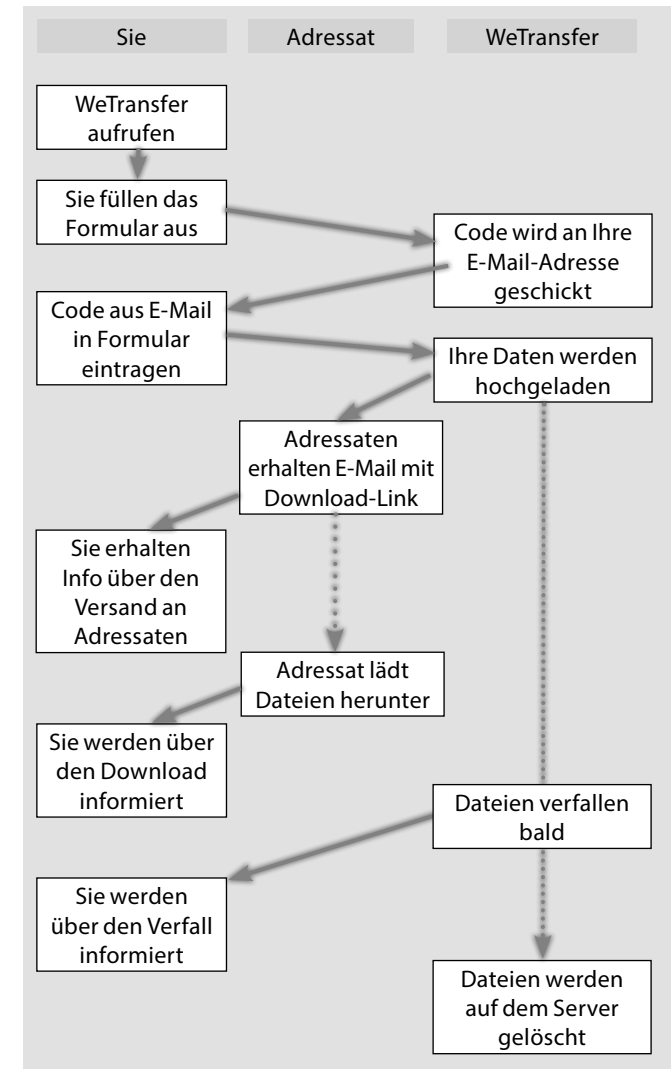 Sie
Adressat
WeTransfer
WeTransfer
aufrufen
Sie füllen das
Formular aus
Code wird an Ihre
E-Mail-Adresse
geschickt
Code aus E-Mail
in Formular
eintragen
Ihre Daten werden
hochgeladen
Adressaten
erhalten E-Mail mit
Download-Link
Sie erhalten
Info über den
Versand an
Adressaten
Adressat lädt
Dateien herunter
Sie werden über
den Download
informiert
Dateien verfallen
bald
Sie werden
über den Verfall
informiert
Dateien werden
auf dem Server
gelöscht